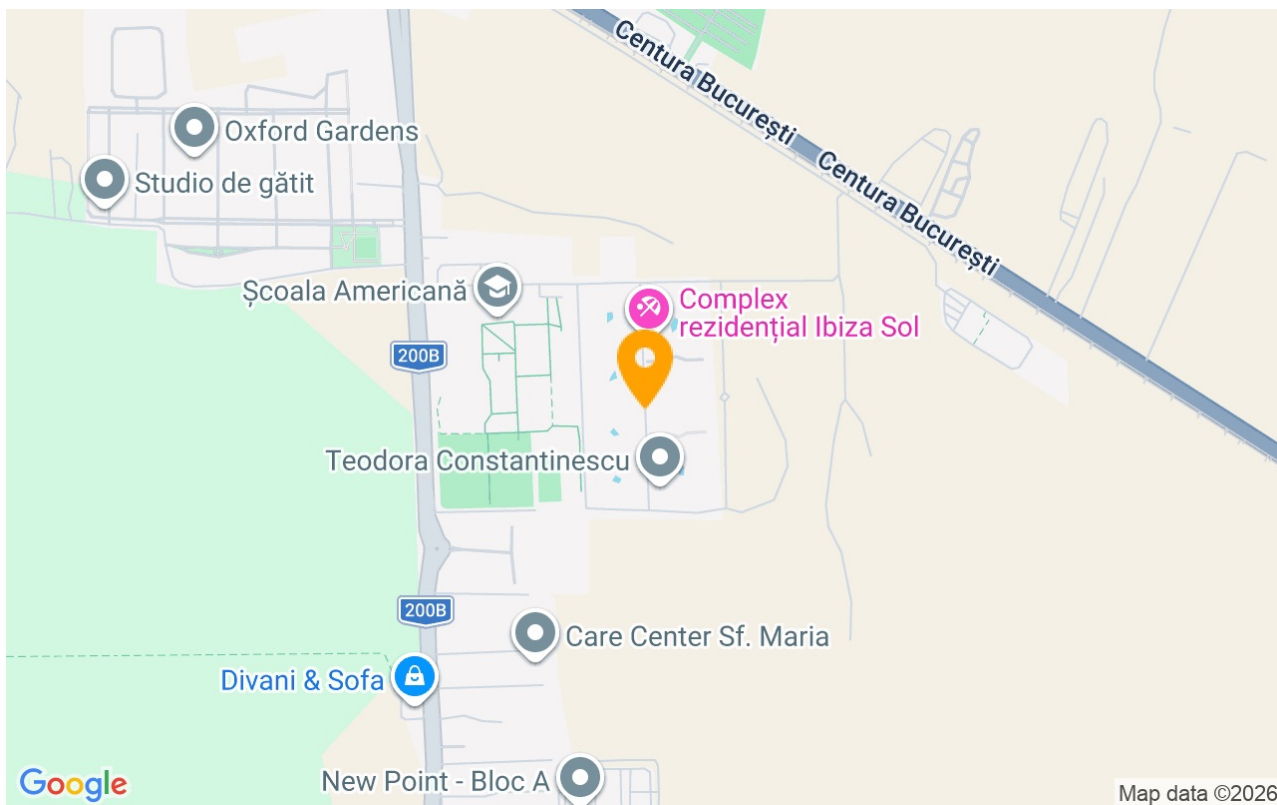 Centura București
Centura București
Oxford Gardens
Studio de gătit
Școala Americană
Complex
rezidențial Ibiza Sol
200B
Teodora Constantinescu
200B
Care Center Sf. Maria
Divani & Sofa
New Point - Bloc A
Google
Map data ©2026